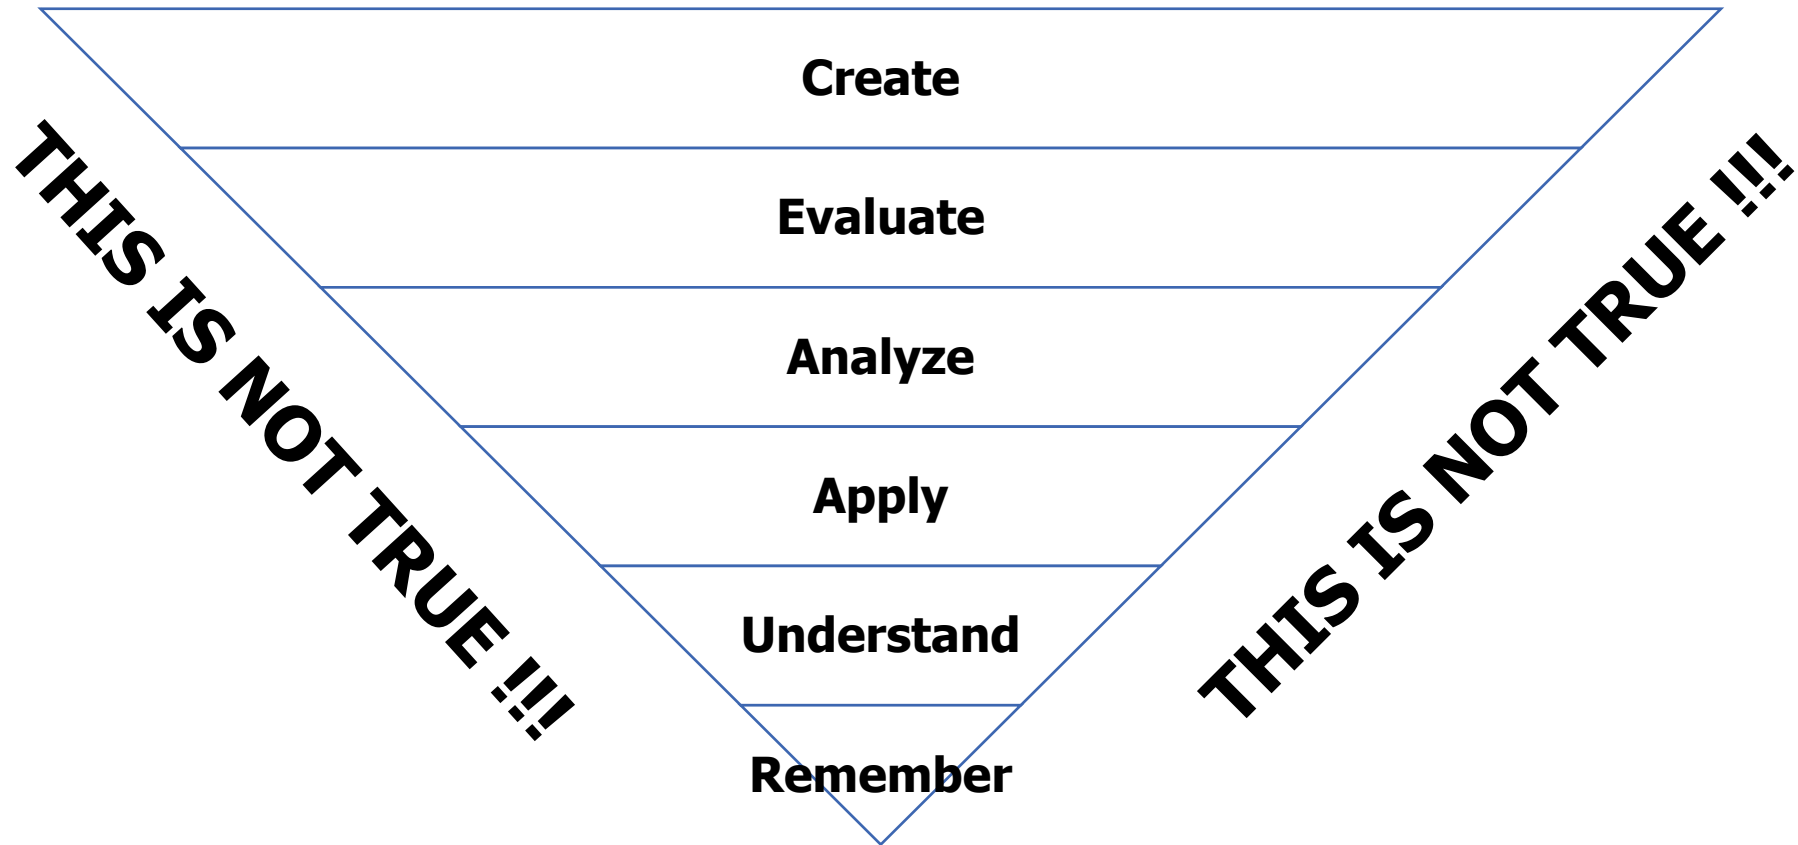 Create
Evaluate
Analyze
Apply
Understand
Remember
THIS IS NOT TRUE !!!
THIS IS NOT TRUE !!!